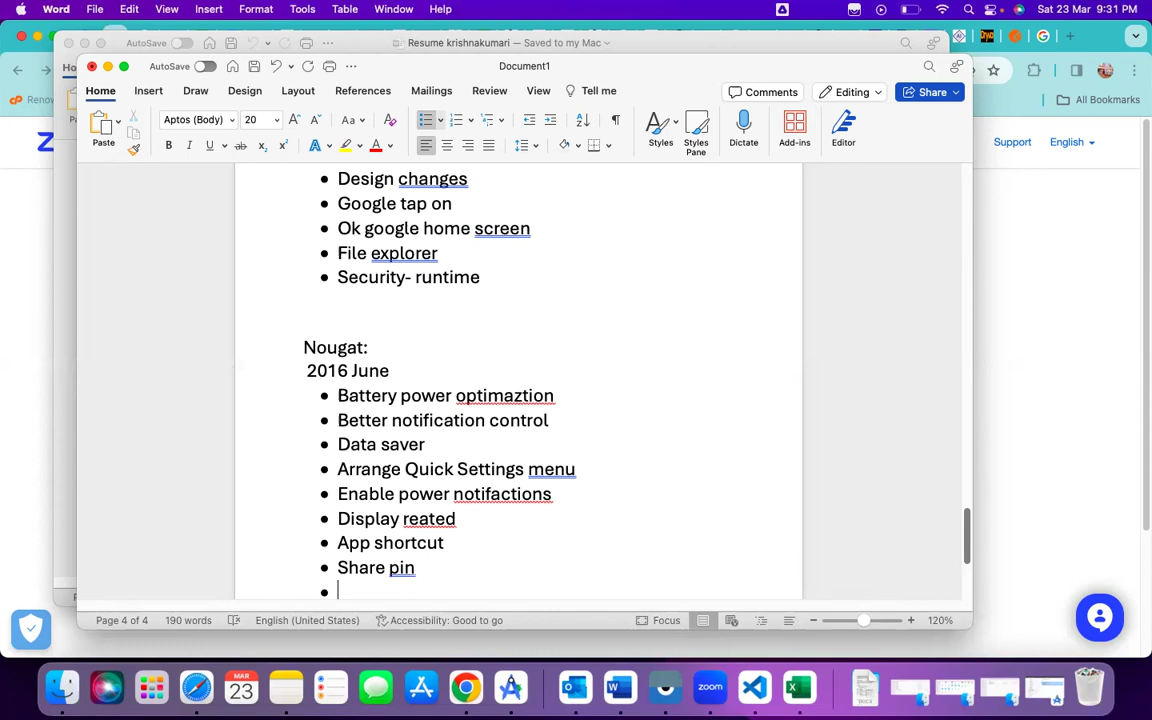 Word File Edit View Insert Format Tools Table Window Help Sat 23 Mar 9:31 PM
AutoSave Resume krishnakumari — Saved to my Mac
AutoSave Document1
Home Insert Draw Design Layout References Mailings Review View Tell me Comments Editing Share
Renov
All Bookmarks
Paste Aptos (Body) 20 Aa Styles Styles Pane Dictate Add-ins Editor
Support English
Design changes
Google tap on
Ok google home screen
File explorer
Security- runtime
Nougat:
2016 June
Battery power optimaztion
Better notification control
Data saver
Arrange Quick Settings menu
Enable power notifactions
Display reated
App shortcut
Share pin
Page 4 of 4 190 words English (United States) Accessibility: Good to go Focus 120%
MAR
23
zoom